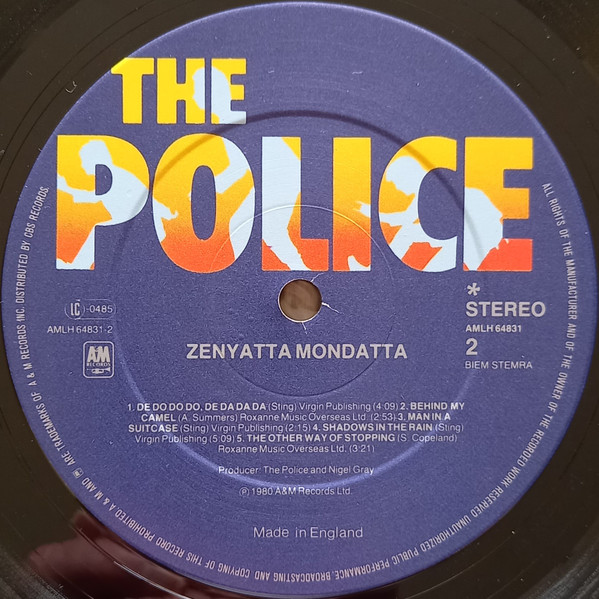 THE
POLICE
LC-0485
AMLH 64831-2
A&M
RECORDS
*
STEREO
AMLH 64831
2
BIEM STEMRA
ZENYATTA MONDATTA
1. DE DO DO DO, DE DA DA DA (Sting) Virgin Publishing (4:09) 2. BEHIND MY
CAMEL (A. Summers) Roxanne Music Overseas Ltd. (2:53) 3. MAN IN A
SUITCASE (Sting) Virgin Publishing (2:15) 4. SHADOWS IN THE RAIN (Sting)
Virgin Publishing (5:09) 5. THE OTHER WAY OF STOPPING (S. Copeland)
Roxanne Music Overseas Ltd. (3:21)
Producer: The Police and Nigel Gray
℗ 1980 A&M Records Ltd.
Made in England
ALL RIGHTS OF THE MANUFACTURER AND OF THE OWNER OF THE RECORDED WORK RESERVED. UNAUTHORIZED PUBLIC PERFORMANCE, BROADCASTING AND COPYING OF THIS RECORD PROHIBITED. A & M AND ARE TRADEMARKS OF A & M RECORDS INC. DISTRIBUTED BY CBS RECORDS.